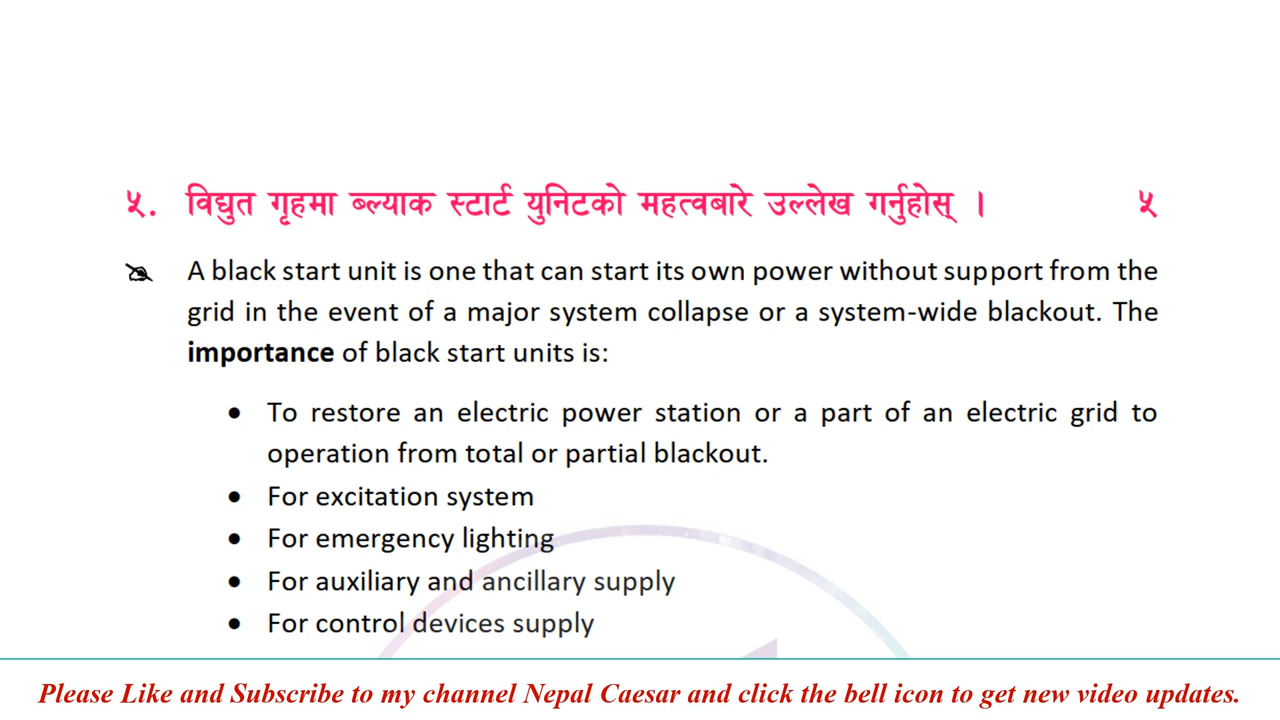 ५. विद्युत गृहमा ब्ल्याक स्टार्ट युनिटको महत्वबारे उल्लेख गर्नुहोस् । ५
A black start unit is one that can start its own power without support from the
grid in the event of a major system collapse or a system-wide blackout. The
importance of black start units is:
• To restore an electric power station or a part of an electric grid to
operation from total or partial blackout.
• For excitation system
• For emergency lighting
• For auxiliary and ancillary supply
• For control devices supply
Please Like and Subscribe to my channel Nepal Caesar and click the bell icon to get new video updates.